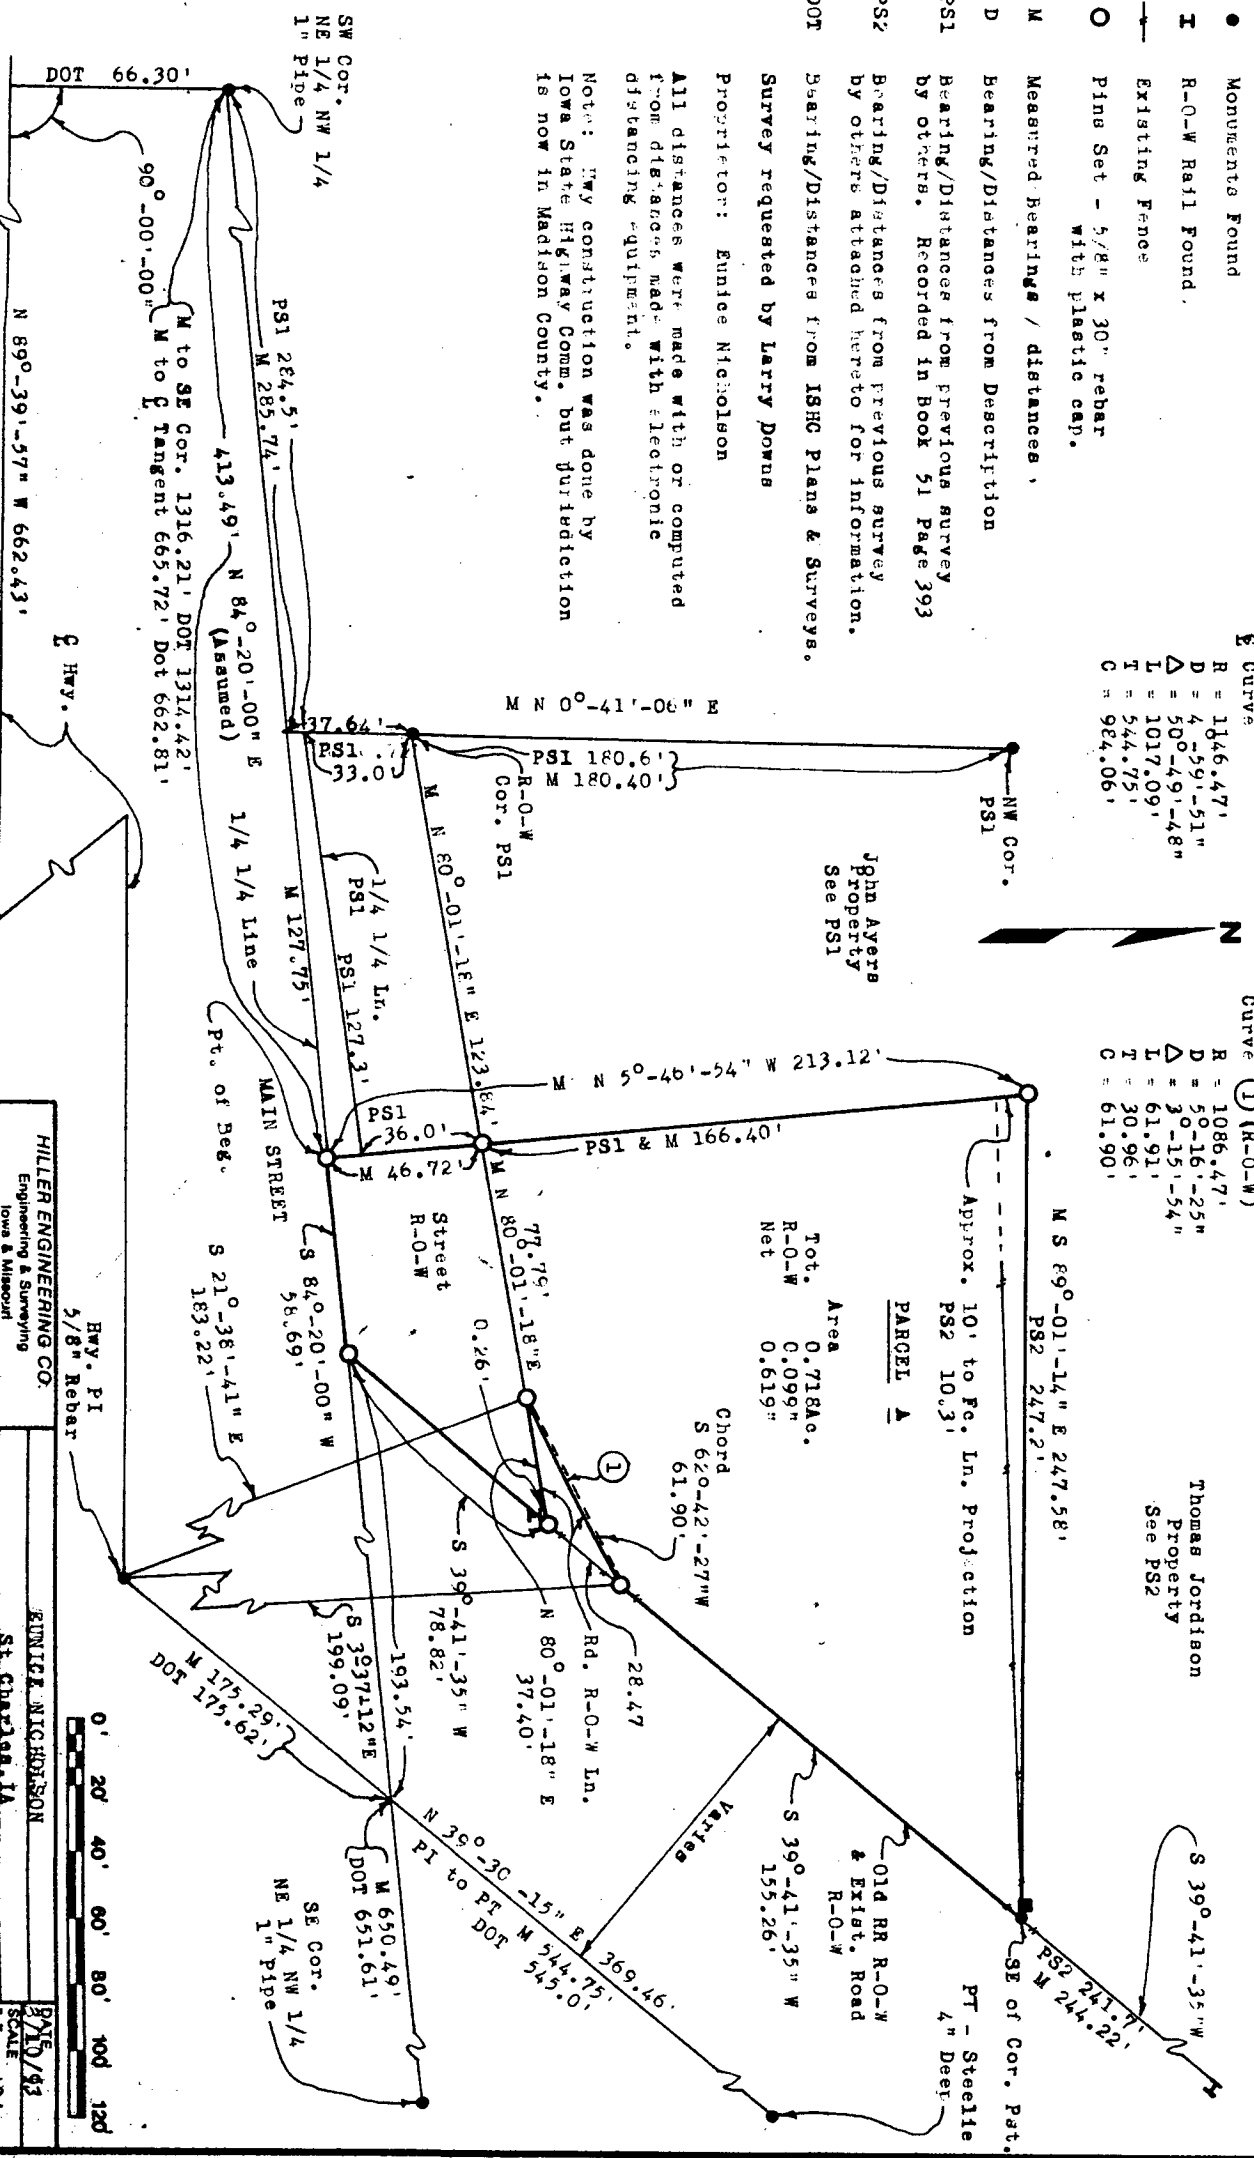 ● Monuments Found
I R-O-W Rail Found.
Existing Fence
O Pins Set - 5/8" x 30" rebar
with plastic cap.
M Measured Bearings / distances
D Bearing/Distances from Description
PS1 Bearing/Distances from previous survey
by others. Recorded in Book 51 Page 393
PS2 Bearing/Distances from previous survey
by others attached hereto for information.
DOT Bearing/Distances from ISHC Plans & Surveys.
Survey requested by Larry Downs
Proprietor: Eunice Nicholson
All distances were made with or computed
from distances made with electronic
distancing equipment.
Note: Hwy construction was done by
Iowa State Highway Comm. but jurisdiction
is now in Madison County.
Curve
R = 1146.47'
D = 4°-59'-51"
Δ = 50°-49'-48"
L = 1017.09'
T = 544.75'
C = 984.06'
N
Curve (1) (R-O-W)
R = 1086.47'
D = 5°-16'-25"
Δ = 3°-15'-54"
L = 61.91'
T = 30.96'
C = 61.90'
Thomas Jordison
Property
See PS2
S 39°-41'-35"W
PS2 241.7'
M 244.22'
SE of Cor. Pst.
PT - Steelie
4" Deep
M S 89°-01'-14" E 247.58'
PS2 247.2'
Approx. 10' to Fc. Ln. Projection
PS2 10.3'
PARCEL A
Area
Tot. 0.718Ac.
R-O-W 0.099"
Net 0.619"
Chord
S 62°-42'-27"W
61.90'
1
28.47
Rd. R-O-W Ln.
N 80°-01'-18" E
37.40'
0.26'
Old RR R-O-W
& Exist. Road
R-O-W
S 39°-41'-35" W
155.26'
Varies
NW Cor.
PS1
John Ayers
Property
See PS1
M N 0°-41'-06" E
PS1 180.6'
M 180.40'
R-O-W
Cor. PS1
37.64'
PS1
33.0'
M N 80°-01'-18" E 123.84'
M N 5°-46'-54" W 213.12'
PS1 & M 166.40'
PS1
36.0'
M 46.72'
77.79'
M N 80°-01'-18"E
Street
R-O-W
1/4 1/4 Ln.
PS1
PS1 127.3'
M 127.75'
1/4 1/4 Line
MAIN STREET
Pt. of Beg.
S 84°-20'-00" W
58.69'
S 21°-38'-41" E
183.22'
S 39°-41'-35" W
78.82'
S 3°37'12"E
199.09'
193.54'
M 175.29'
DOT 175.62'
N 39°-30'-15" E 369.46'
PI to PT M 544.75'
DOT 545.0'
M 650.49'
DOT 651.61'
SE Cor.
NE 1/4 NW 1/4
1" Pipe
Hwy. PI
5/8" Rebar
SW Cor.
NE 1/4 NW 1/4
1" Pipe
DOT 66.30'
90°-00'-00"
PS1 284.5'
M 285.74'
413.49'
N 84°-20'-00" E
(Assumed)
M to SE Cor. 1316.21' DOT 1314.42'
M to ℄ Tangent 665.72' Dot 662.81'
N 89°-39'-57" W 662.43'
℄ Hwy.
HILLER ENGINEERING CO.
Engineering & Surveying
Iowa & Missouri
EUNICE NICHOLSON
St. Charles, IA
DATE
3/10/93
SCALE
0' 20' 40' 60' 80' 100' 120'